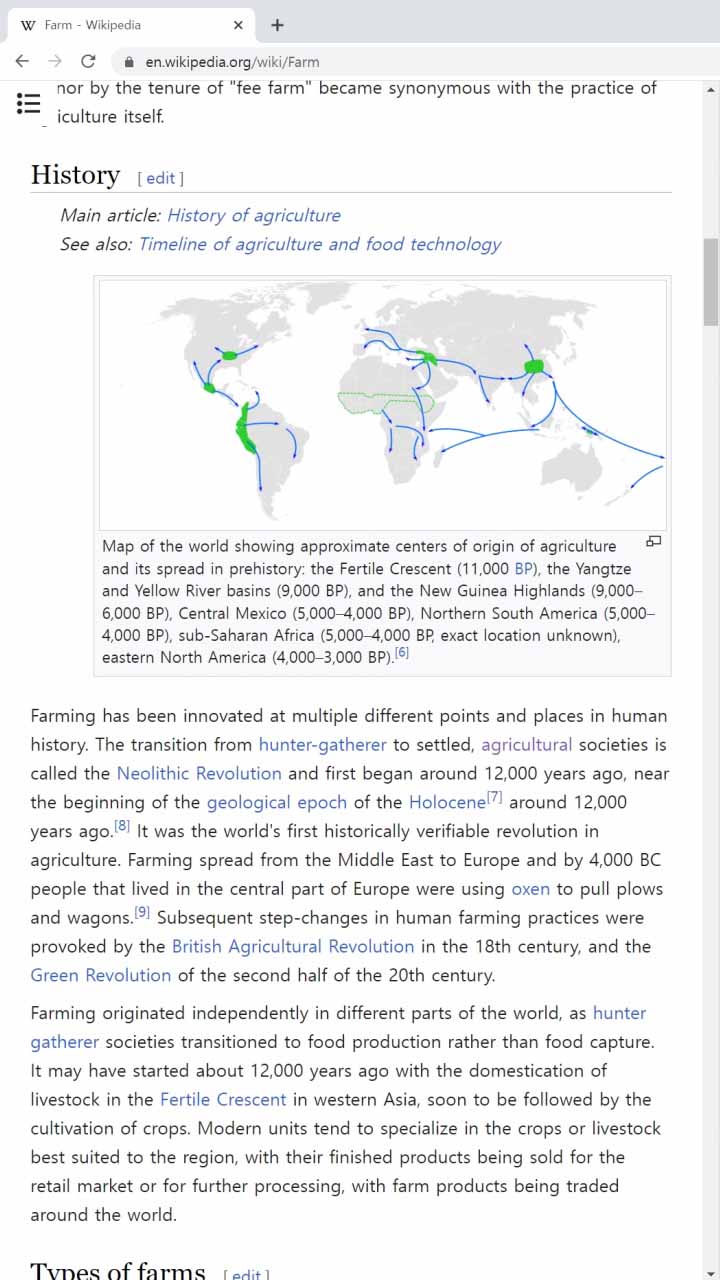 W Farm - Wikipedia
en.wikipedia.org/wiki/Farm
nor by the tenure of "fee farm" became synonymous with the practice of
iculture itself.
History [ edit ]
Main article: History of agriculture
See also: Timeline of agriculture and food technology
Map of the world showing approximate centers of origin of agriculture
and its spread in prehistory: the Fertile Crescent (11,000 BP), the Yangtze
and Yellow River basins (9,000 BP), and the New Guinea Highlands (9,000–
6,000 BP), Central Mexico (5,000–4,000 BP), Northern South America (5,000–
4,000 BP), sub-Saharan Africa (5,000–4,000 BP, exact location unknown),
eastern North America (4,000–3,000 BP).[6]
Farming has been innovated at multiple different points and places in human
history. The transition from hunter-gatherer to settled, agricultural societies is
called the Neolithic Revolution and first began around 12,000 years ago, near
the beginning of the geological epoch of the Holocene[7] around 12,000
years ago.[8] It was the world's first historically verifiable revolution in
agriculture. Farming spread from the Middle East to Europe and by 4,000 BC
people that lived in the central part of Europe were using oxen to pull plows
and wagons.[9] Subsequent step-changes in human farming practices were
provoked by the British Agricultural Revolution in the 18th century, and the
Green Revolution of the second half of the 20th century.
Farming originated independently in different parts of the world, as hunter
gatherer societies transitioned to food production rather than food capture.
It may have started about 12,000 years ago with the domestication of
livestock in the Fertile Crescent in western Asia, soon to be followed by the
cultivation of crops. Modern units tend to specialize in the crops or livestock
best suited to the region, with their finished products being sold for the
retail market or for further processing, with farm products being traded
around the world.
Types of farms [ edit ]